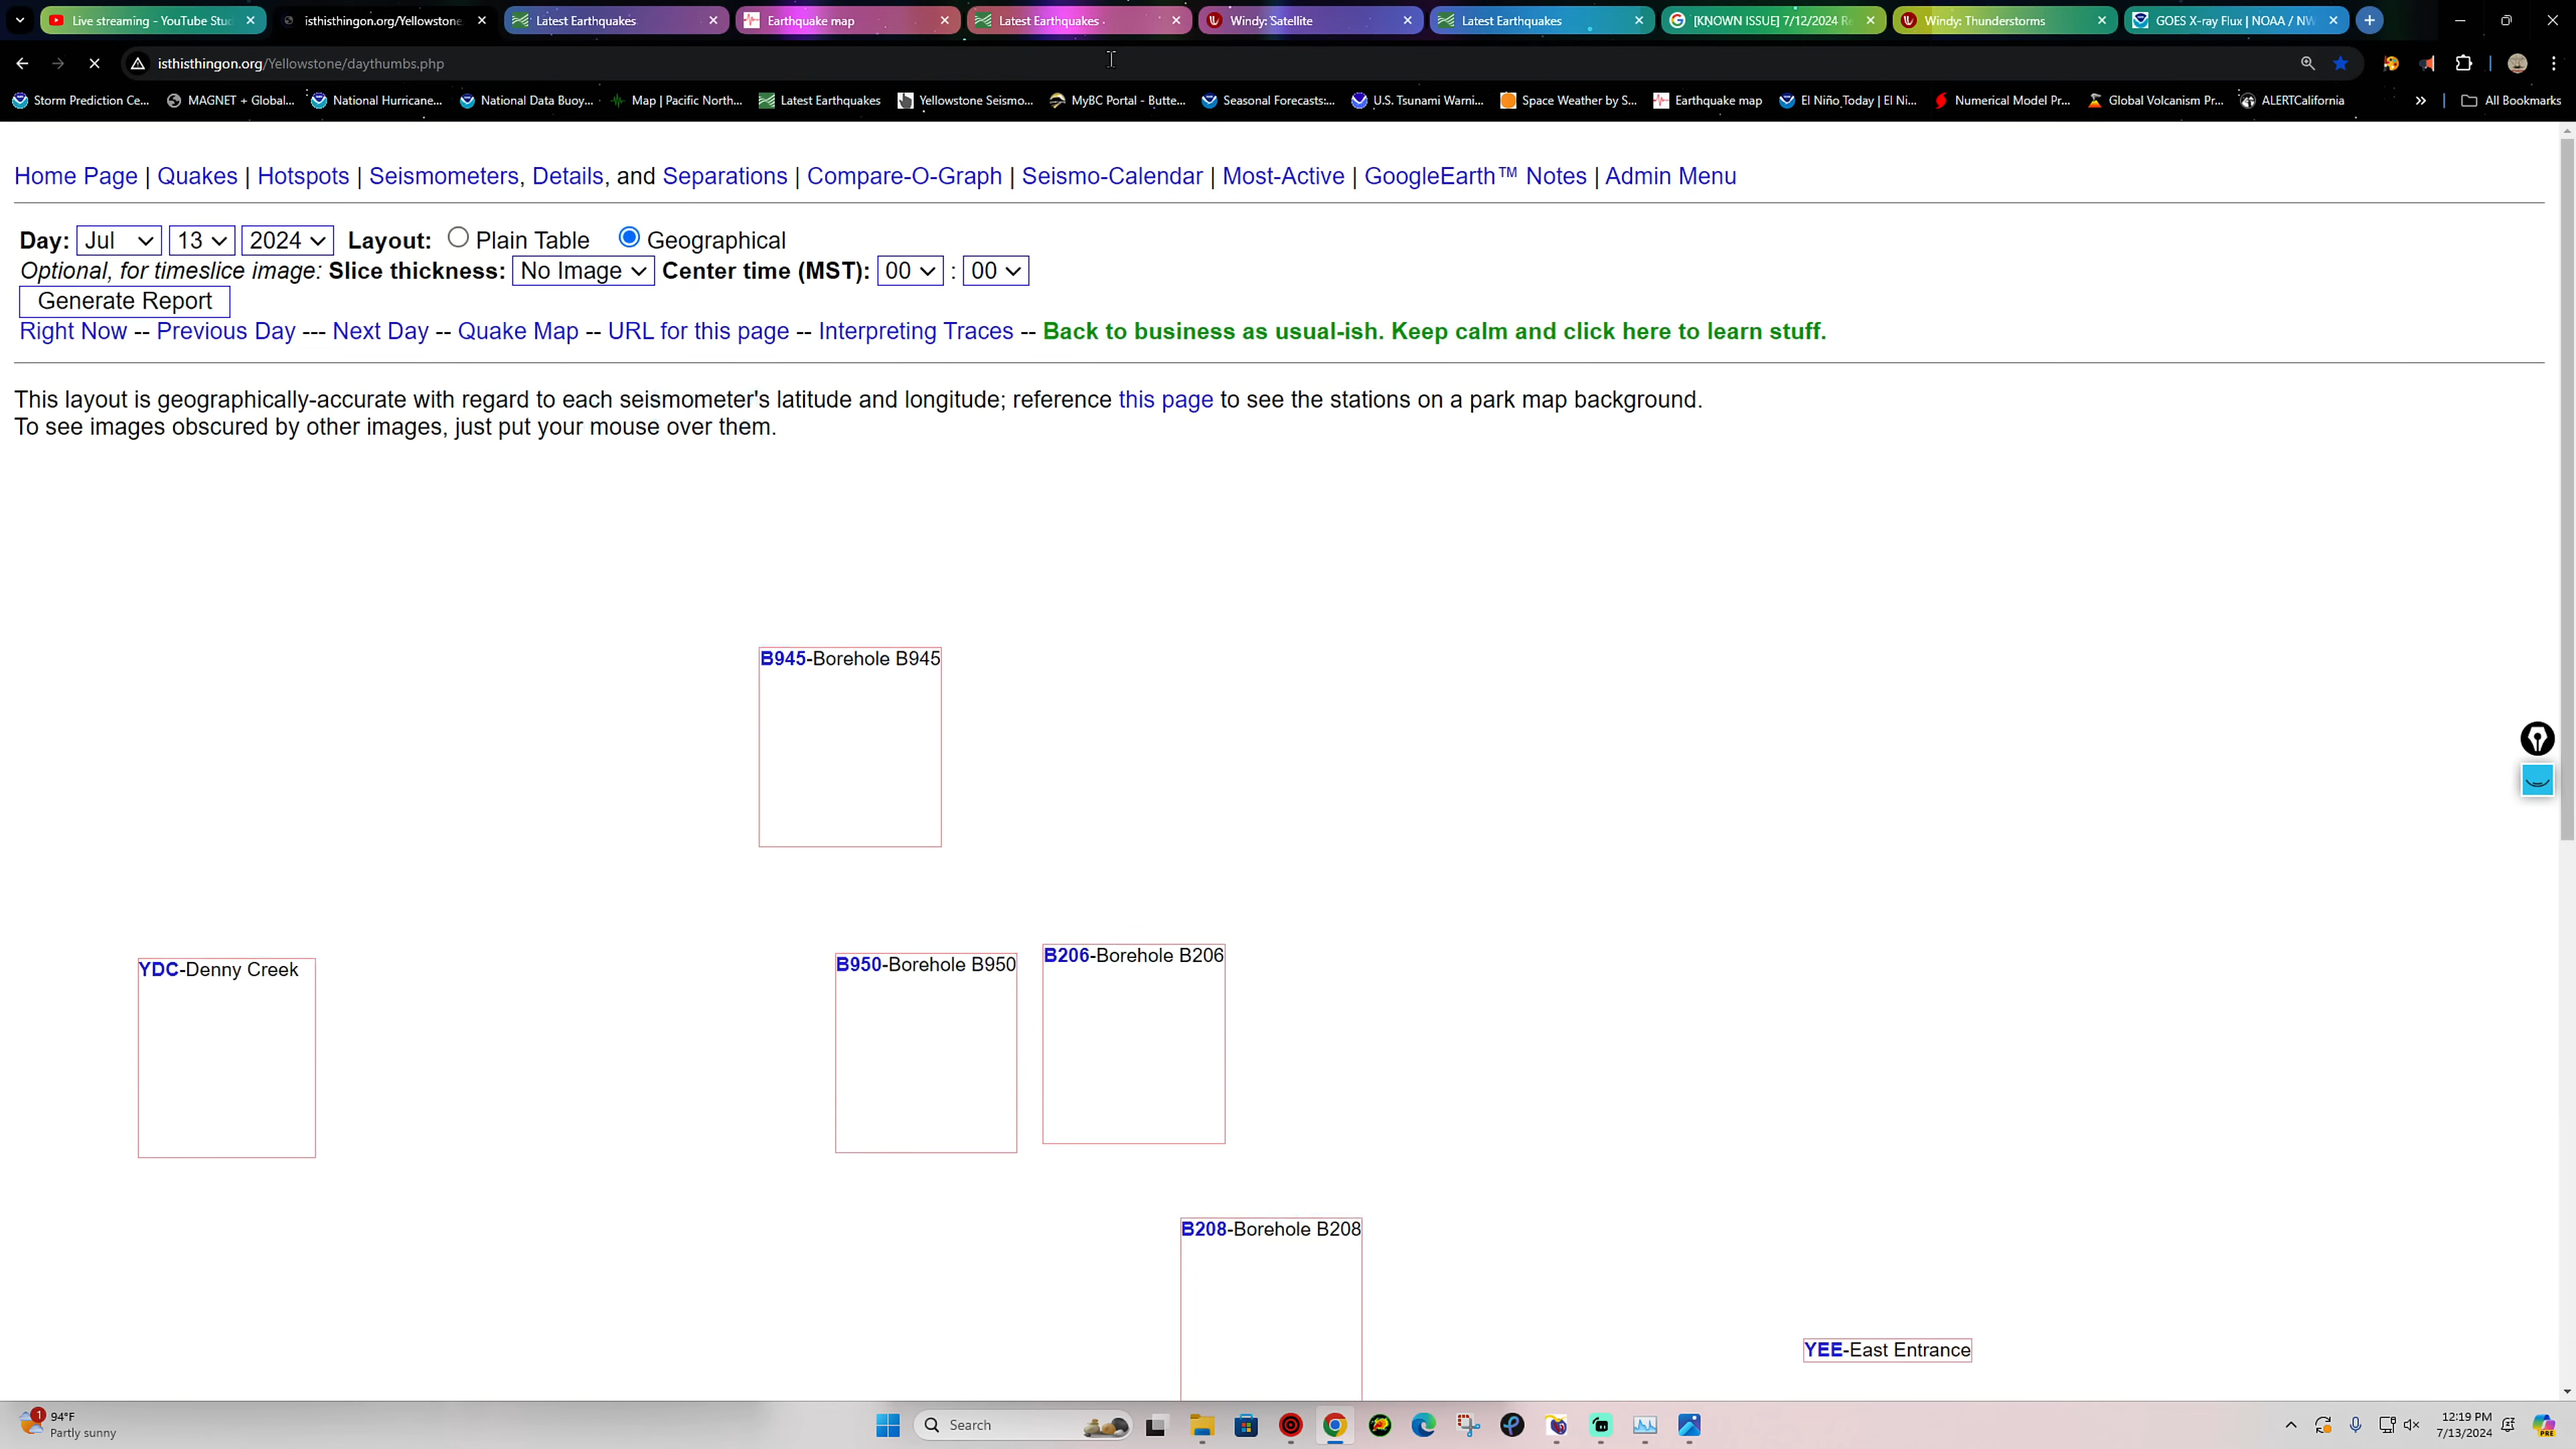 Live streaming - YouTube Stud
isthisthingon.org/Yellowstone
Latest Earthquakes
Earthquake map
Latest Earthquakes
Windy: Satellite
Latest Earthquakes
[KNOWN ISSUE] 7/12/2024 Re
Windy: Thunderstorms
GOES X-ray Flux | NOAA / NW
isthisthingon.org/Yellowstone/daythumbs.php
Storm Prediction Ce...
MAGNET + Global...
National Hurricane...
National Data Buoy...
Map | Pacific North...
Latest Earthquakes
Yellowstone Seismo...
MyBC Portal - Butte...
Seasonal Forecasts:...
U.S. Tsunami Warni...
Space Weather by S...
Earthquake map
El Niño Today | El Ni...
Numerical Model Pr...
Global Volcanism Pr...
ALERTCalifornia
All Bookmarks
Home Page | Quakes | Hotspots | Seismometers, Details, and Separations | Compare-O-Graph | Seismo-Calendar | Most-Active | GoogleEarth™ Notes | Admin Menu
Day: Jul 13 2024 Layout: Plain Table Geographical
Optional, for timeslice image: Slice thickness: No Image Center time (MST): 00 : 00
Generate Report
Right Now -- Previous Day --- Next Day -- Quake Map -- URL for this page -- Interpreting Traces -- Back to business as usual-ish. Keep calm and click here to learn stuff.
This layout is geographically-accurate with regard to each seismometer's latitude and longitude; reference this page to see the stations on a park map background.
To see images obscured by other images, just put your mouse over them.
B945-Borehole B945
YDC-Denny Creek
B950-Borehole B950
B206-Borehole B206
B208-Borehole B208
YEE-East Entrance
1
94°F
Partly sunny
Search
12:19 PM
7/13/2024
PRE